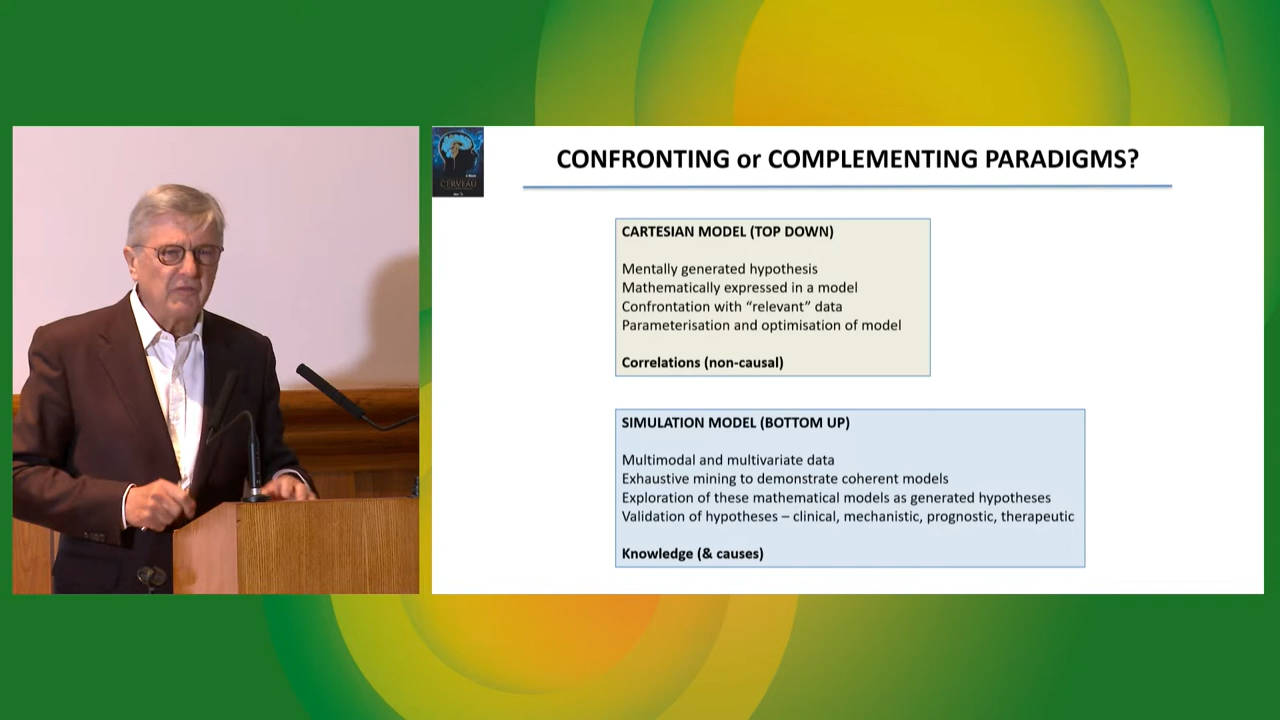 CERVEAU
CONFRONTING or COMPLEMENTING PARADIGMS?
CARTESIAN MODEL (TOP DOWN)
Mentally generated hypothesis
Mathematically expressed in a model
Confrontation with “relevant” data
Parameterisation and optimisation of model
Correlations (non-causal)
SIMULATION MODEL (BOTTOM UP)
Multimodal and multivariate data
Exhaustive mining to demonstrate coherent models
Exploration of these mathematical models as generated hypotheses
Validation of hypotheses – clinical, mechanistic, prognostic, therapeutic
Knowledge (& causes)